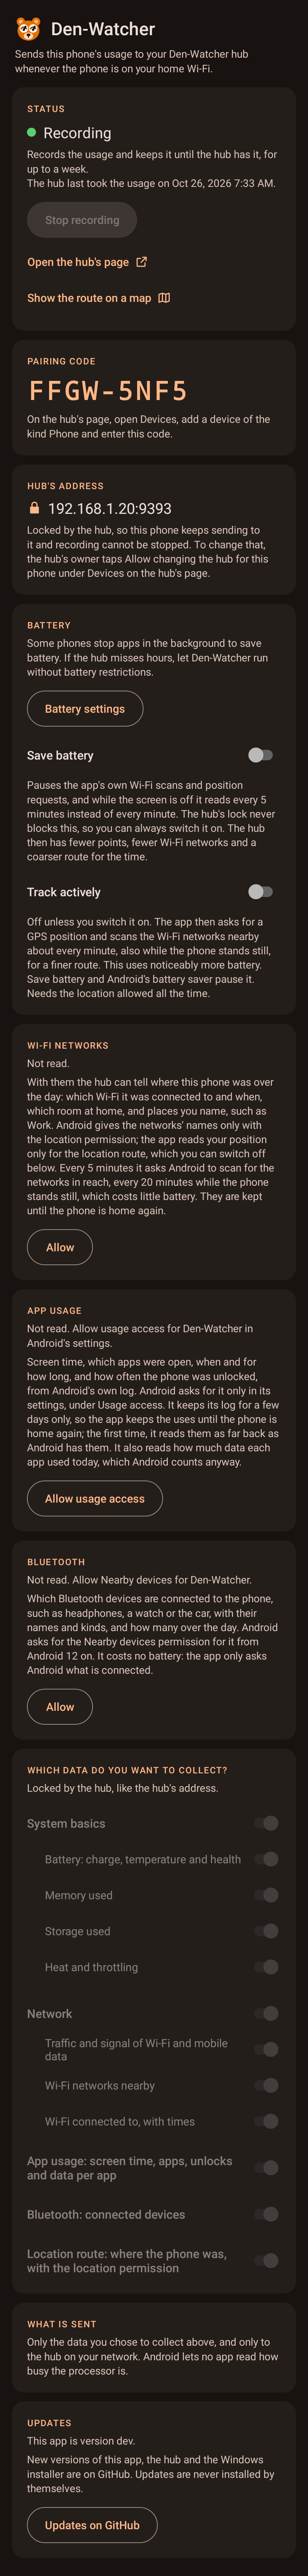 Den-Watcher
Sends this phone's usage to your Den-Watcher hub
whenever the phone is on your home Wi-Fi.
STATUS
Recording
Records the usage and keeps it until the hub has it, for
up to a week.
The hub last took the usage on Oct 26, 2026 7:33 AM.
Stop recording
Open the hub's page
Show the route on a map
PAIRING CODE
FFGW-5NF5
On the hub's page, open Devices, add a device of the
kind Phone and enter this code.
HUB'S ADDRESS
192.168.1.20:9393
Locked by the hub, so this phone keeps sending to
it and recording cannot be stopped. To change that,
the hub's owner taps Allow changing the hub for this
phone under Devices on the hub's page.
BATTERY
Some phones stop apps in the background to save
battery. If the hub misses hours, let Den-Watcher run
without battery restrictions.
Battery settings
Save battery
Pauses the app's own Wi-Fi scans and position
requests, and while the screen is off it reads every 5
minutes instead of every minute. The hub's lock never
blocks this, so you can always switch it on. The hub
then has fewer points, fewer Wi-Fi networks and a
coarser route for the time.
Track actively
Off unless you switch it on. The app then asks for a
GPS position and scans the Wi-Fi networks nearby
about every minute, also while the phone stands still,
for a finer route. This uses noticeably more battery.
Save battery and Android's battery saver pause it.
Needs the location allowed all the time.
WI-FI NETWORKS
Not read.
With them the hub can tell where this phone was over
the day: which Wi-Fi it was connected to and when,
which room at home, and places you name, such as
Work. Android gives the networks' names only with
the location permission; the app reads your position
only for the location route, which you can switch off
below. Every 5 minutes it asks Android to scan for the
networks in reach, every 20 minutes while the phone
stands still, which costs little battery. They are kept
until the phone is home again.
Allow
APP USAGE
Not read. Allow usage access for Den-Watcher in
Android's settings.
Screen time, which apps were open, when and for
how long, and how often the phone was unlocked,
from Android's own log. Android asks for it only in its
settings, under Usage access. It keeps its log for a few
days only, so the app keeps the uses until the phone is
home again; the first time, it reads them as far back as
Android has them. It also reads how much data each
app used today, which Android counts anyway.
Allow usage access
BLUETOOTH
Not read. Allow Nearby devices for Den-Watcher.
Which Bluetooth devices are connected to the phone,
such as headphones, a watch or the car, with their
names and kinds, and how many over the day. Android
asks for the Nearby devices permission for it from
Android 12 on. It costs no battery: the app only asks
Android what is connected.
Allow
WHICH DATA DO YOU WANT TO COLLECT?
Locked by the hub, like the hub's address.
System basics
Battery: charge, temperature and health
Memory used
Storage used
Heat and throttling
Network
Traffic and signal of Wi-Fi and mobile
data
Wi-Fi networks nearby
Wi-Fi connected to, with times
App usage: screen time, apps, unlocks
and data per app
Bluetooth: connected devices
Location route: where the phone was,
with the location permission
WHAT IS SENT
Only the data you chose to collect above, and only to
the hub on your network. Android lets no app read how
busy the processor is.
UPDATES
This app is version dev.
New versions of this app, the hub and the Windows
installer are on GitHub. Updates are never installed by
themselves.
Updates on GitHub